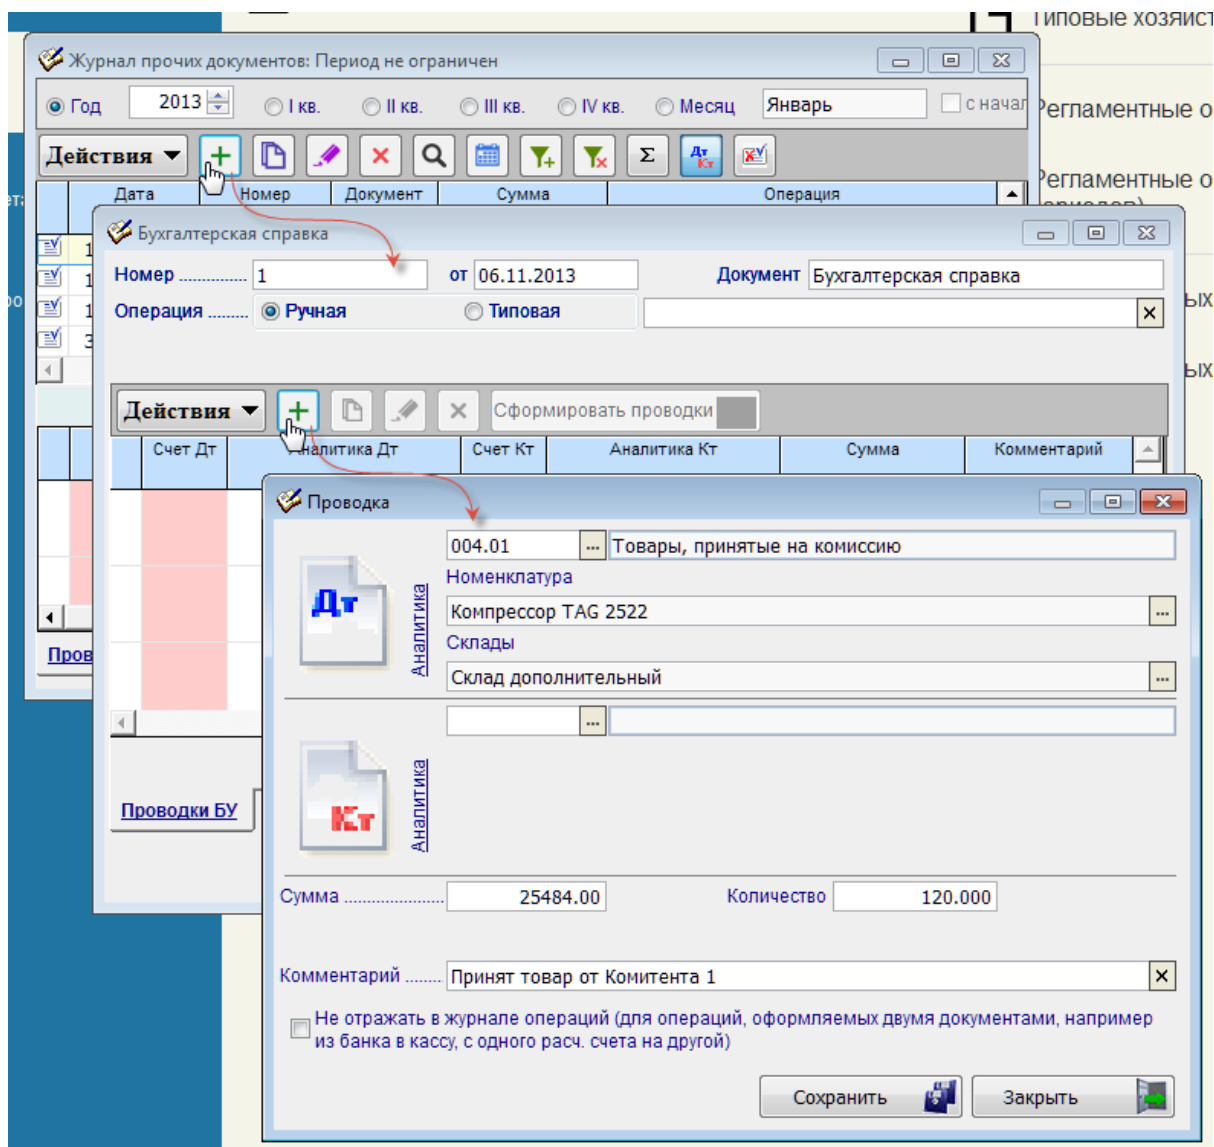 Типовые хозяйст
Журнал прочих документов: Период не ограничен
Год 2013 I кв. II кв. III кв. IV кв. Месяц Январь с начал
Регламентные о
Действия Σ Дт Кт
Регламентные о
Дата Номер Документ Сумма Операция
Бухгалтерская справка
Номер ............... 1 от 06.11.2013 Документ Бухгалтерская справка
Операция ......... Ручная Типовая
ых
ых
Действия Сформировать проводки
Счет Дт Аналитика Дт Счет Кт Аналитика Кт Сумма Комментарий
Проводка
004.01 ... Товары, принятые на комиссию
Номенклатура
Дт Аналитика
Компрессор TAG 2522 ...
Склады
Пров
Склад дополнительный ...
...
Кт Аналитика
Проводки БУ
Сумма ...................... 25484.00 Количество 120.000
Комментарий ........ Принят товар от Комитента 1
Не отражать в журнале операций (для операций, оформляемых двумя документами, например
из банка в кассу, с одного расч. счета на другой)
Сохранить Закрыть